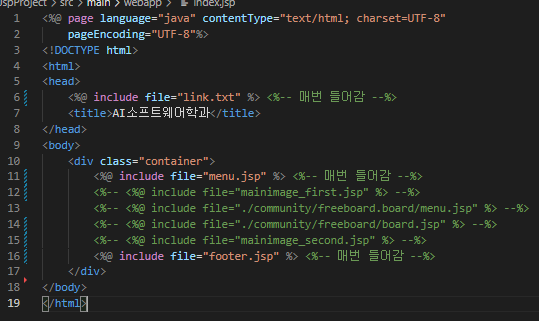 JspProject > src > main > webapp > index.jsp
1 <%@ page language="java" contentType="text/html; charset=UTF-8"
2 pageEncoding="UTF-8"%>
3 <!DOCTYPE html>
4 <html>
5 <head>
6 <%@ include file="link.txt" %> <%-- 매번 들어감 --%>
7 <title>AI소프트웨어학과</title>
8 </head>
9 <body>
10 <div class="container">
11 <%@ include file="menu.jsp" %> <%-- 매번 들어감 --%>
12 <%-- <%@ include file="mainimage_first.jsp" %> --%>
13 <%-- <%@ include file="./community/freeboard.board/menu.jsp" %> --%>
14 <%-- <%@ include file="./community/freeboard/board.jsp" %> --%>
15 <%-- <%@ include file="mainimage_second.jsp" %> --%>
16 <%@ include file="footer.jsp" %> <%-- 매번 들어감 --%>
17 </div>
18 </body>
19 </html>